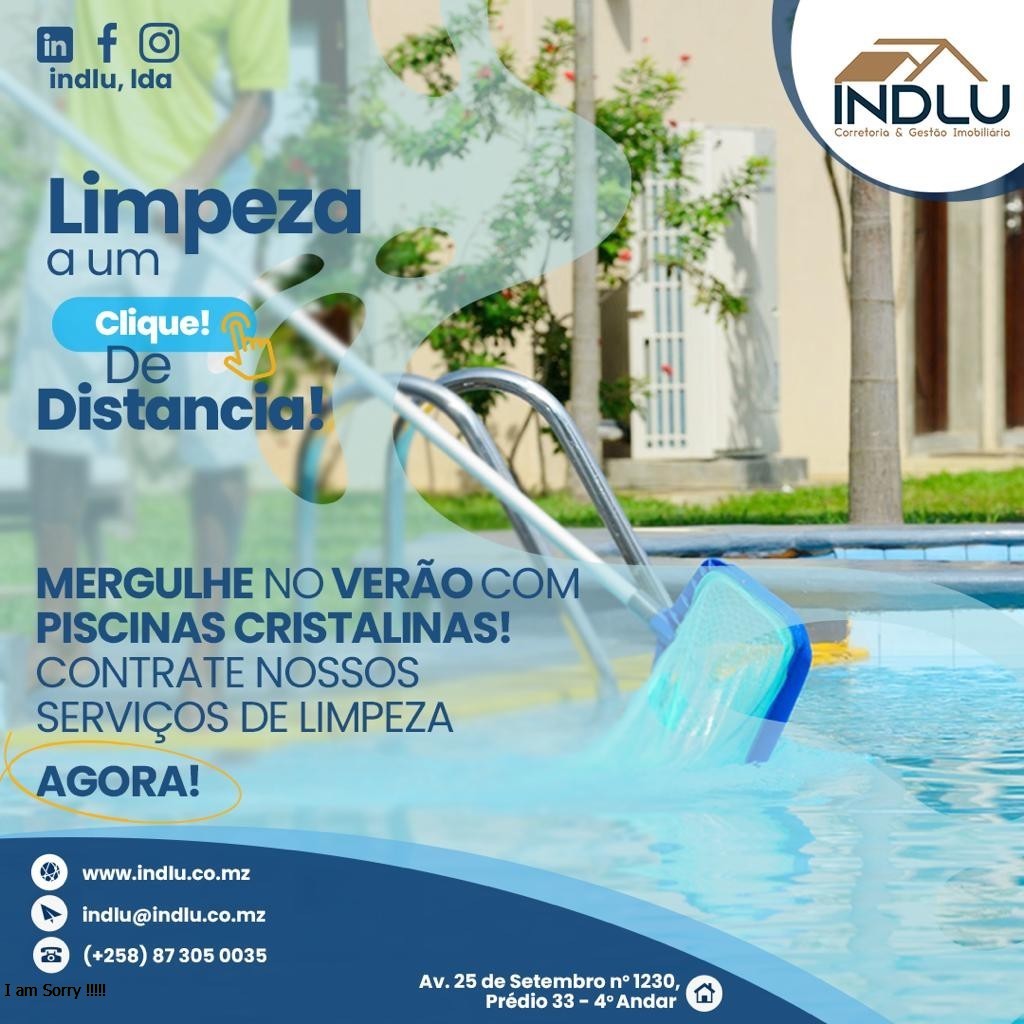 in f
indlu, lda
INDLU
Corretoria & Gestão Imobiliária
Limpeza
a um
Clique!
De
Distancia!
MERGULHE NO VERÃO COM
PISCINAS CRISTALINAS!
CONTRATE NOSSOS
SERVIÇOS DE LIMPEZA
AGORA!
www.indlu.co.mz
indlu@indlu.co.mz
(+258) 87 305 0035
I am Sorry !!!!!
Av. 25 de Setembro nº 1230,
Prédio 33 - 4º Andar